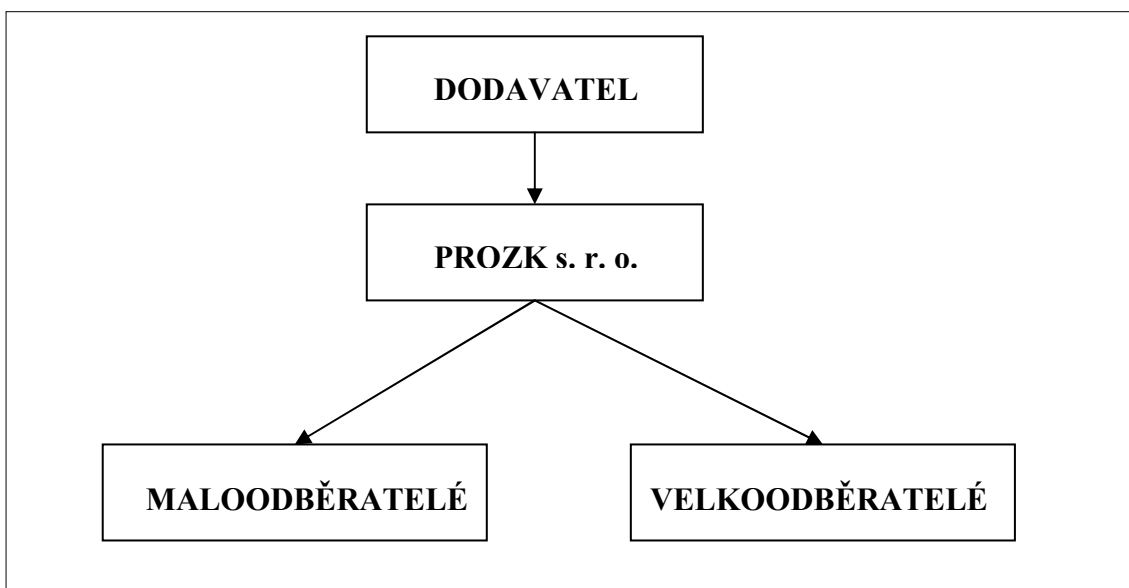 DODAVATEL
PROZK s. r. o.
MALOODBĚRATELÉ
VELKOODBĚRATELÉ